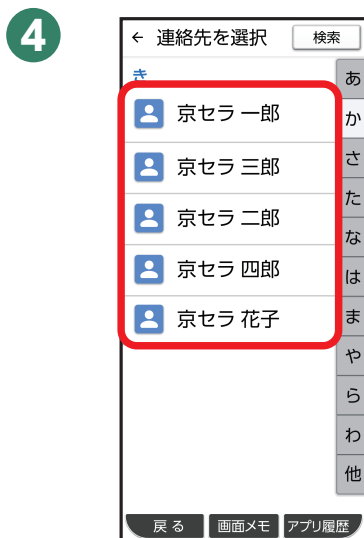 4
← 連絡先を選択 検索
き
京セラ 一郎
京セラ 三郎
京セラ 二郎
京セラ 四郎
京セラ 花子
あ
か
さ
た
な
は
ま
や
ら
わ
他
戻る 画面メモ アプリ履歴